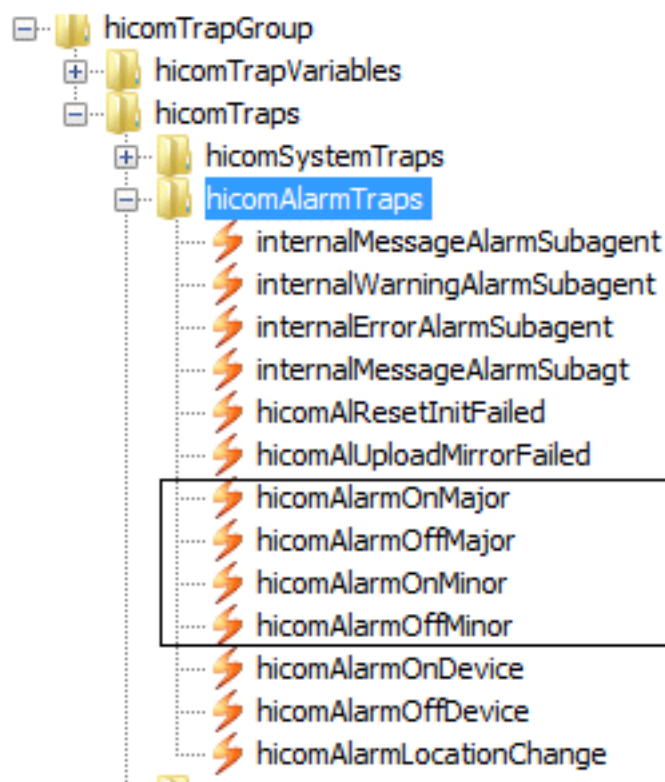 hicomTrapGroup
hicomTrapVariables
hicomTraps
hicomSystemTraps
hicomAlarmTraps
internalMessageAlarmSubagent
internalWarningAlarmSubagent
internalErrorAlarmSubagent
internalMessageAlarmSubagt
hicomAlResetInitFailed
hicomAlUploadMirrorFailed
hicomAlarmOnMajor
hicomAlarmOffMajor
hicomAlarmOnMinor
hicomAlarmOffMinor
hicomAlarmOnDevice
hicomAlarmOffDevice
hicomAlarmLocationChange